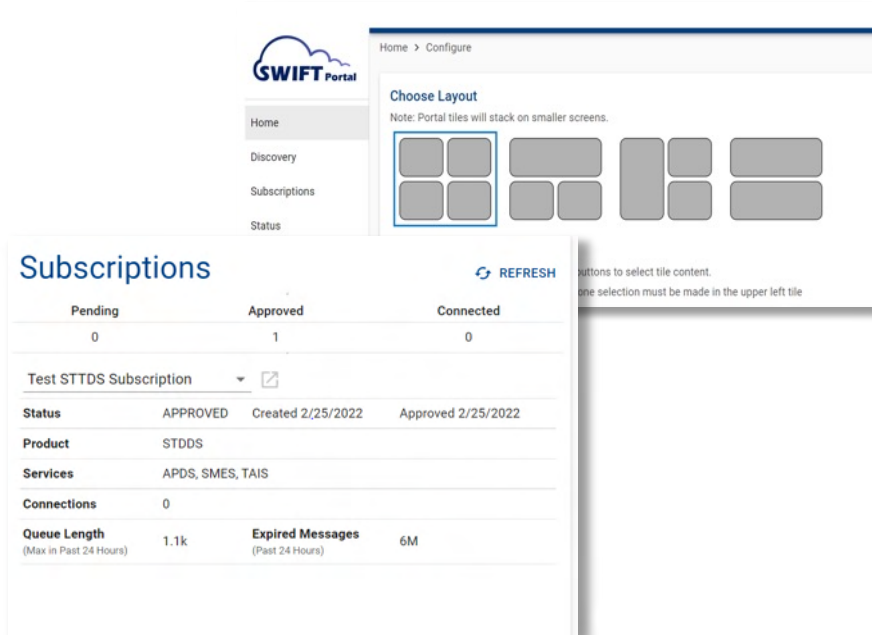 SWIFT Portal
Home > Configure
Choose Layout
Note: Portal tiles will stack on smaller screens.
Home
Discovery
Subscriptions
Status
to select tile content.
one selection must be made in the upper left tile
Subscriptions
REFRESH
Pending Approved Connected
0 1 0
Test STTDS Subscription
Status APPROVED Created 2/25/2022 Approved 2/25/2022
Product STDDS
Services APDS, SMES, TAIS
Connections 0
Queue Length 1.1k Expired Messages 6M
(Max in Past 24 Hours) (Past 24 Hours)